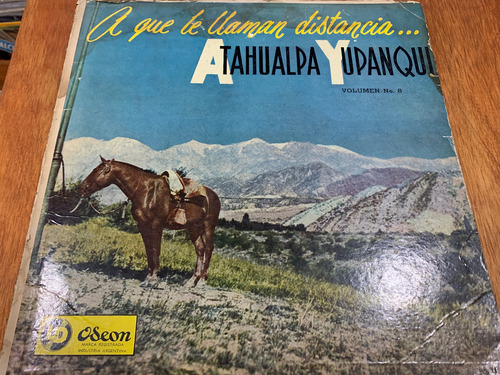 A que le llaman distancia...
ATAHUALPA YUPANQUI
VOLUMEN No. 8
Odeon
MARCA REGISTRADA
INDUSTRIA ARGENTINA